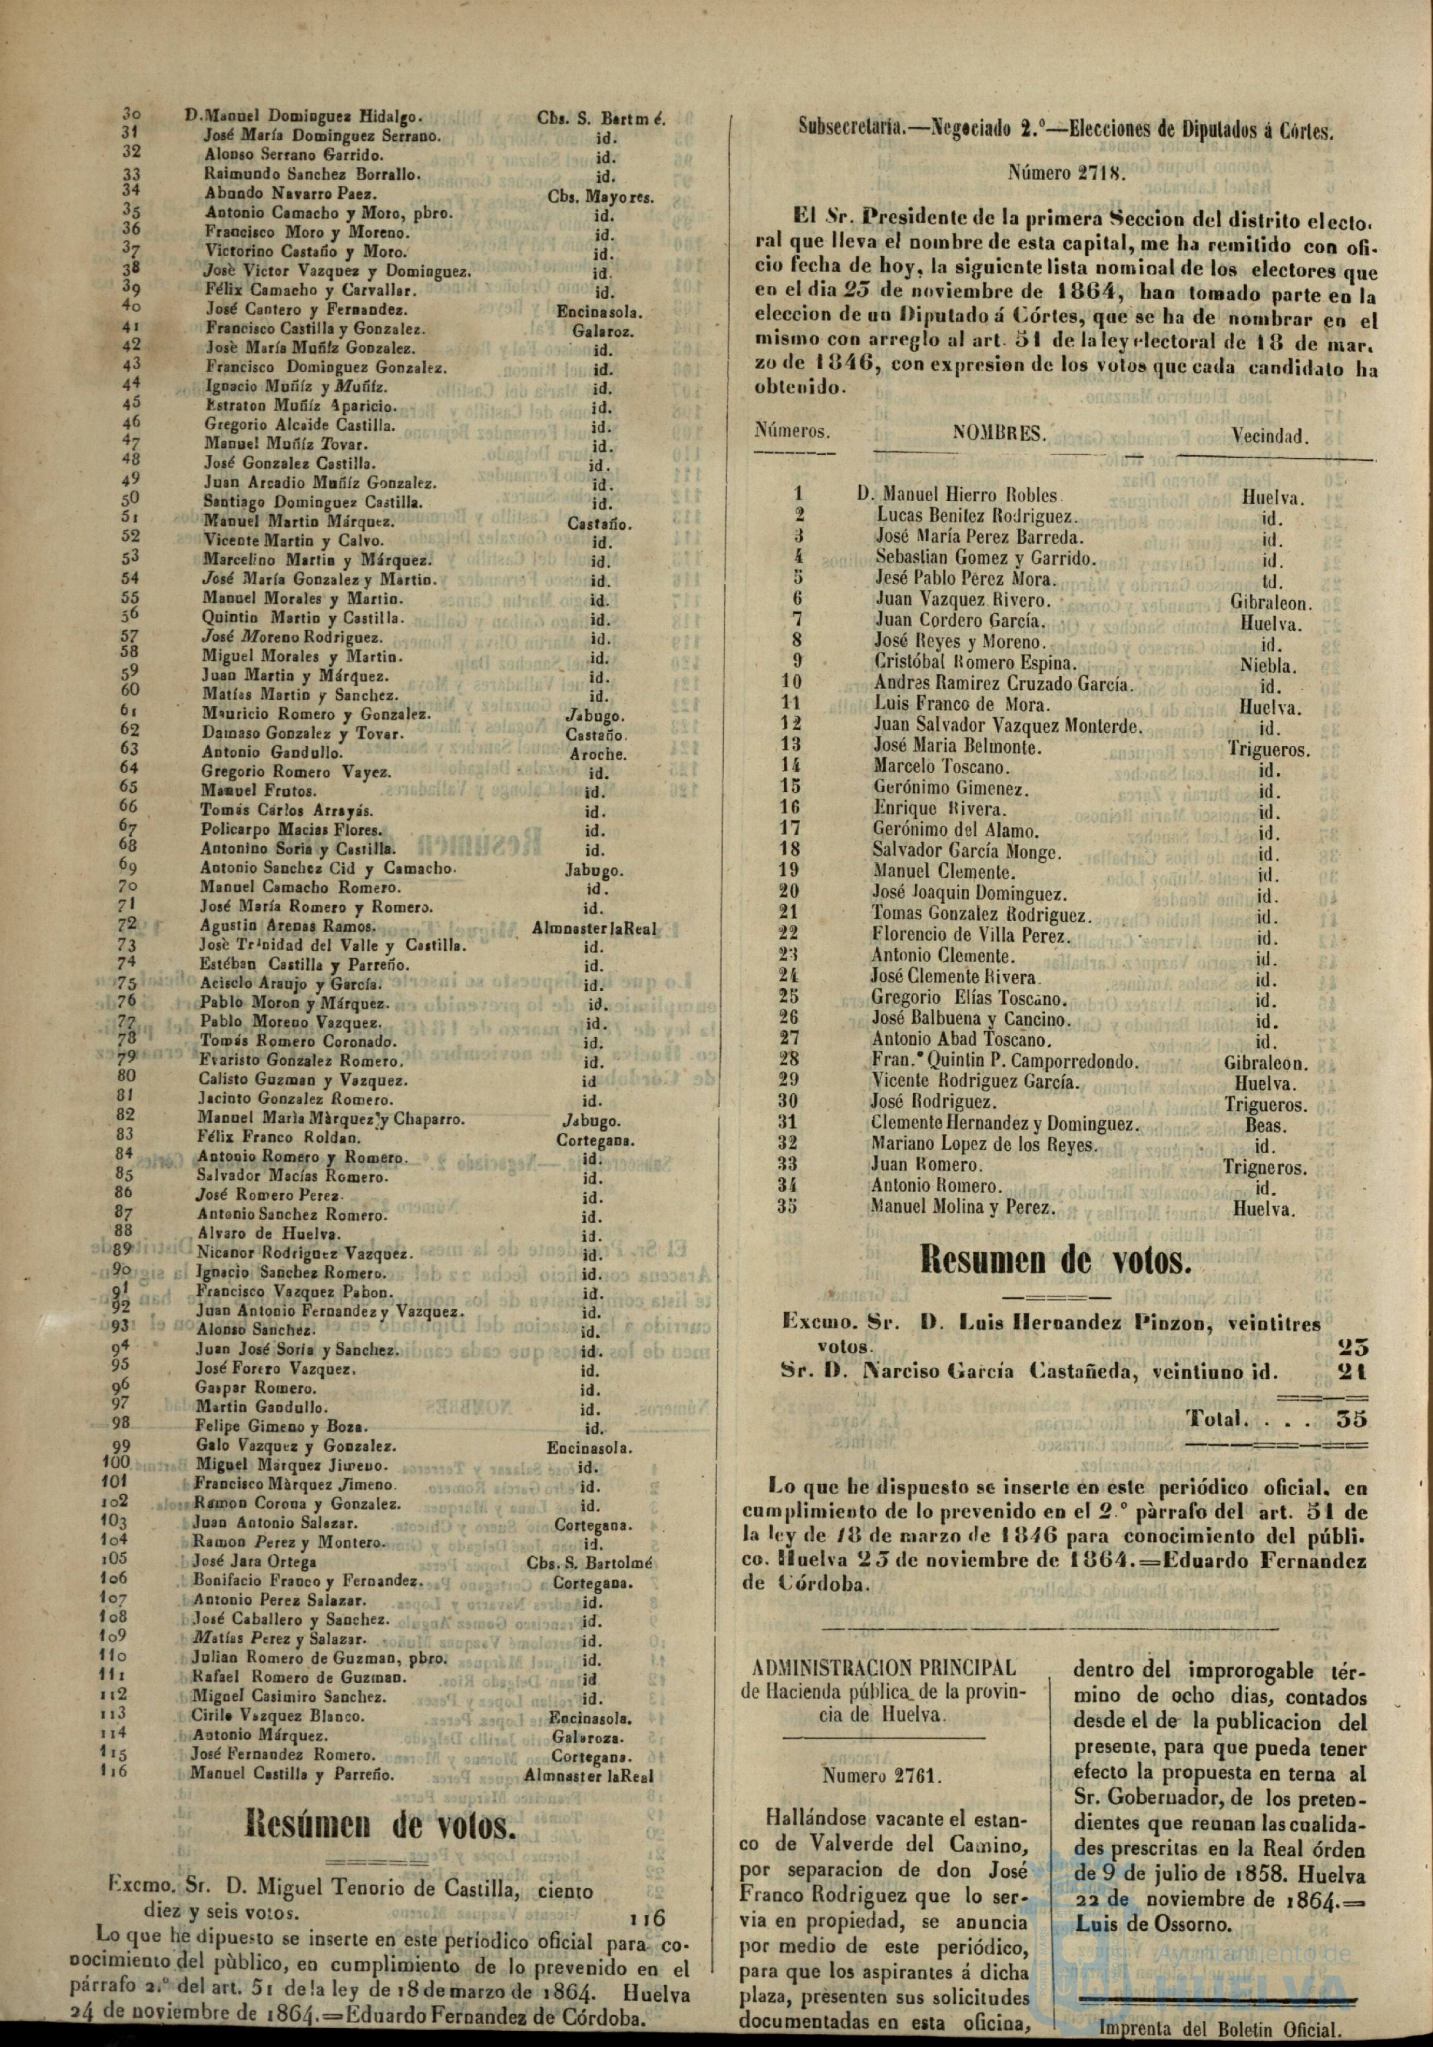 30 D. Manuel Dominguez Hidalgo. Cbs. S. Bartmé.
31 José María Dominguez Serrano. id.
32 Alonso Serrano Garrido. id.
33 Raimundo Sanchez Borrallo. id.
34 Abundo Navarro Paez. Cbs. Mayores.
35 Antonio Camacho y Moro, pbro. id.
36 Francisco Moro y Moreno. id.
37 Victorino Castaño y Moro. id.
38 Josè Victor Vazquez y Dominguez. id.
39 Félix Camacho y Carvallar. id.
40 José Cantero y Fernandez. Encinasola.
41 Francisco Castilla y Gonzalez. Galaroz.
42 Josè María Muñíz Gonzalez. id.
43 Francisco Dominguez Gonzalez. id.
44 Ignacio Muñíz y Muñíz. id.
45 Estraton Muñíz Aparicio. id.
46 Gregorio Alcaide Castilla. id.
47 Manuel Muñíz Tovar. id.
48 José Gonzalez Castilla. id.
49 Juan Arcadio Muñíz Gonzalez. id.
50 Santiago Dominguez Castilla. id.
51 Manuel Martin Márquez. Castaño.
52 Vicente Martin y Calvo. id.
53 Marcelino Martin y Márquez. id.
54 José María Gonzalez y Martin. id.
55 Manuel Morales y Martin. id.
56 Quintin Martin y Castilla. id.
57 José Moreno Rodriguez. id.
58 Miguel Morales y Martin. id.
59 Juan Martin y Márquez. id.
60 Matías Martin y Sanchez. id.
61 Mauricio Romero y Gonzalez. Jabugo.
62 Damaso Gonzalez y Tovar. Castaño.
63 Antonio Gandullo. Aroche.
64 Gregorio Romero Vayez. id.
65 Manuel Frutos. id.
66 Tomás Carlos Arrayás. id.
67 Policarpo Macias Flores. id.
68 Antonino Soria y Castilla. id.
69 Antonio Sanchez Cid y Camacho. Jabugo.
70 Manuel Camacho Romero. id.
71 José María Romero y Romero. id.
72 Agustin Arenas Ramos. Almnaster la Real
73 Josè Trinidad del Valle y Castilla. id.
74 Estéban Castilla y Parreño. id.
75 Acisclo Araujo y García. id.
76 Pablo Moron y Márquez. id.
77 Pablo Moreno Vazquez. id.
78 Tomás Romero Coronado. id.
79 Evaristo Gonzalez Romero. id.
80 Calisto Guzman y Vazquez. id
81 Jacinto Gonzalez Romero. id.
82 Manuel Marìa Màrquez y Chaparro. Jabugo.
83 Félix Franco Roldan. Cortegana.
84 Antonio Romero y Romero. id.
85 Salvador Macías Romero. id.
86 José Romero Perez. id.
87 Antonio Sanchez Romero. id.
88 Alvaro de Huelva. id.
89 Nicanor Rodriguez Vazquez. id.
90 Ignacio Sanchez Romero. id.
91 Francisco Vazquez Pabon. id.
92 Juan Antonio Fernandez y Vazquez. id.
93 Alonso Sanchez. id.
94 Juan José Soria y Sanchez. id.
95 José Forero Vazquez. id.
96 Gaspar Romero. id.
97 Martin Gandullo. id.
98 Felipe Gimeno y Boza. id.
99 Galo Vazquez y Gonzalez. Encinasola.
100 Miguel Márquez Jimeno. id.
101 Francisco Màrquez Jimeno. id.
102 Ramon Corona y Gonzalez. id.
103 Juan Antonio Salazar. Cortegana.
104 Ramon Perez y Montero. id.
105 José Jara Ortega Cbs. S. Bartolmé
106 Bonifacio Franco y Fernandez. Cortegana.
107 Antonio Perez Salazar. id.
108 José Caballero y Sanchez. id.
109 Matías Perez y Salazar. id.
110 Julian Romero de Guzman, pbro. id.
111 Rafael Romero de Guzman. id
112 Miguel Casimiro Sanchez. id.
113 Cirilo Vazquez Blanco. Encinasola.
114 Antonio Márquez. Galaroza.
115 José Fernandez Romero. Cortegana.
116 Manuel Castilla y Parreño. Almnaster la Real
Resúmen de votos.
Excmo. Sr. D. Miguel Tenorio de Castilla, ciento
diez y seis votos. 116
Lo que he dipuesto se inserte en este periodico oficial para co-
nocimiento del pùblico, en cumplimiento de lo prevenido en el
párrafo 2.º del art. 51 de la ley de 18 de marzo de 1864. Huelva
24 de noviembre de 1864.=Eduardo Fernandez de Córdoba.
Subsecretaría.—Negociado 2.º—Elecciones de Diputados á Córtes.
Número 2718.
El Sr. Presidente de la primera Seccion del distrito electo-
ral que lleva el nombre de esta capital, me ha remitido con ofi-
cio fecha de hoy, la siguiente lista nominal de los electores que
en el dia 23 de noviembre de 1864, han tomado parte en la
eleccion de un Diputado á Córtes, que se ha de nombrar en el
mismo con arreglo al art. 51 de la ley electoral de 18 de mar-
zo de 1846, con expresion de los votos que cada candidato ha
obtenido.
Números. NOMBRES. Vecindad.
1 D. Manuel Hierro Robles. Huelva.
2 Lucas Benitez Rodriguez. id.
3 José María Perez Barreda. id.
4 Sebastian Gomez y Garrido. id.
5 Jesé Pablo Pérez Mora. td.
6 Juan Vazquez Rivero. Gibraleon.
7 Juan Cordero García. Huelva.
8 José Reyes y Moreno. id.
9 Cristóbal Romero Espina. Niebla.
10 Andres Ramirez Cruzado García. id.
11 Luis Franco de Mora. Huelva.
12 Juan Salvador Vazquez Monterde. id.
13 José Maria Belmonte. Trigueros.
14 Marcelo Toscano. id.
15 Gerónimo Gimenez. id.
16 Enrique Rivera. id.
17 Gerónimo del Alamo. id.
18 Salvador García Monge. id.
19 Manuel Clemente. id.
20 José Joaquin Dominguez. id.
21 Tomas Gonzalez Rodriguez. id.
22 Florencio de Villa Perez. id.
23 Antonio Clemente. id.
24 José Clemente Rivera. id.
25 Gregorio Elías Toscano. id.
26 José Balbuena y Cancino. id.
27 Antonio Abad Toscano. id.
28 Fran.º Quintin P. Camporredondo. Gibraleon.
29 Vicente Rodriguez García. Huelva.
30 José Rodriguez. Trigueros.
31 Clemente Hernandez y Dominguez. Beas.
32 Mariano Lopez de los Reyes. id.
33 Juan Romero. Trigneros.
34 Antonio Romero. id.
35 Manuel Molina y Perez. Huelva.
Resumen de votos.
Excmo. Sr. D. Luis Hernandez Pinzon, veintitres
votos. 23
Sr. D. Narciso García Castañeda, veintiuno id. 21
Total. . . . 35
Lo que he dispuesto se inserte en este periódico oficial, en
cumplimiento de lo prevenido en el 2.º pàrrafo del art. 51 de
la ley de 18 de marzo de 1846 para conocimiento del públi-
co. Huelva 23 de noviembre de 1864.=Eduardo Fernandez
de Córdoba.
ADMINISTRACION PRINCIPAL
de Hacienda pública de la provin-
cia de Huelva.
Numero 2761.
Hallándose vacante el estan-
co de Valverde del Camino,
por separacion de don José
Franco Rodriguez que lo ser-
via en propiedad, se anuncia
por medio de este periódico,
para que los aspirantes á dicha
plaza, presenten sus solicitudes
documentadas en esta oficina,
dentro del improrogable tér-
mino de ocho dias, contados
desde el de la publicacion del
presente, para que pueda tener
efecto la propuesta en terna al
Sr. Gobernador, de los preten-
dientes que reunan las cualida-
des prescritas en la Real órden
de 9 de julio de 1858. Huelva
22 de noviembre de 1864.=
Luis de Ossorno.
Ayuntamiento de
HUELVA
Imprenta del Boletin Oficial.